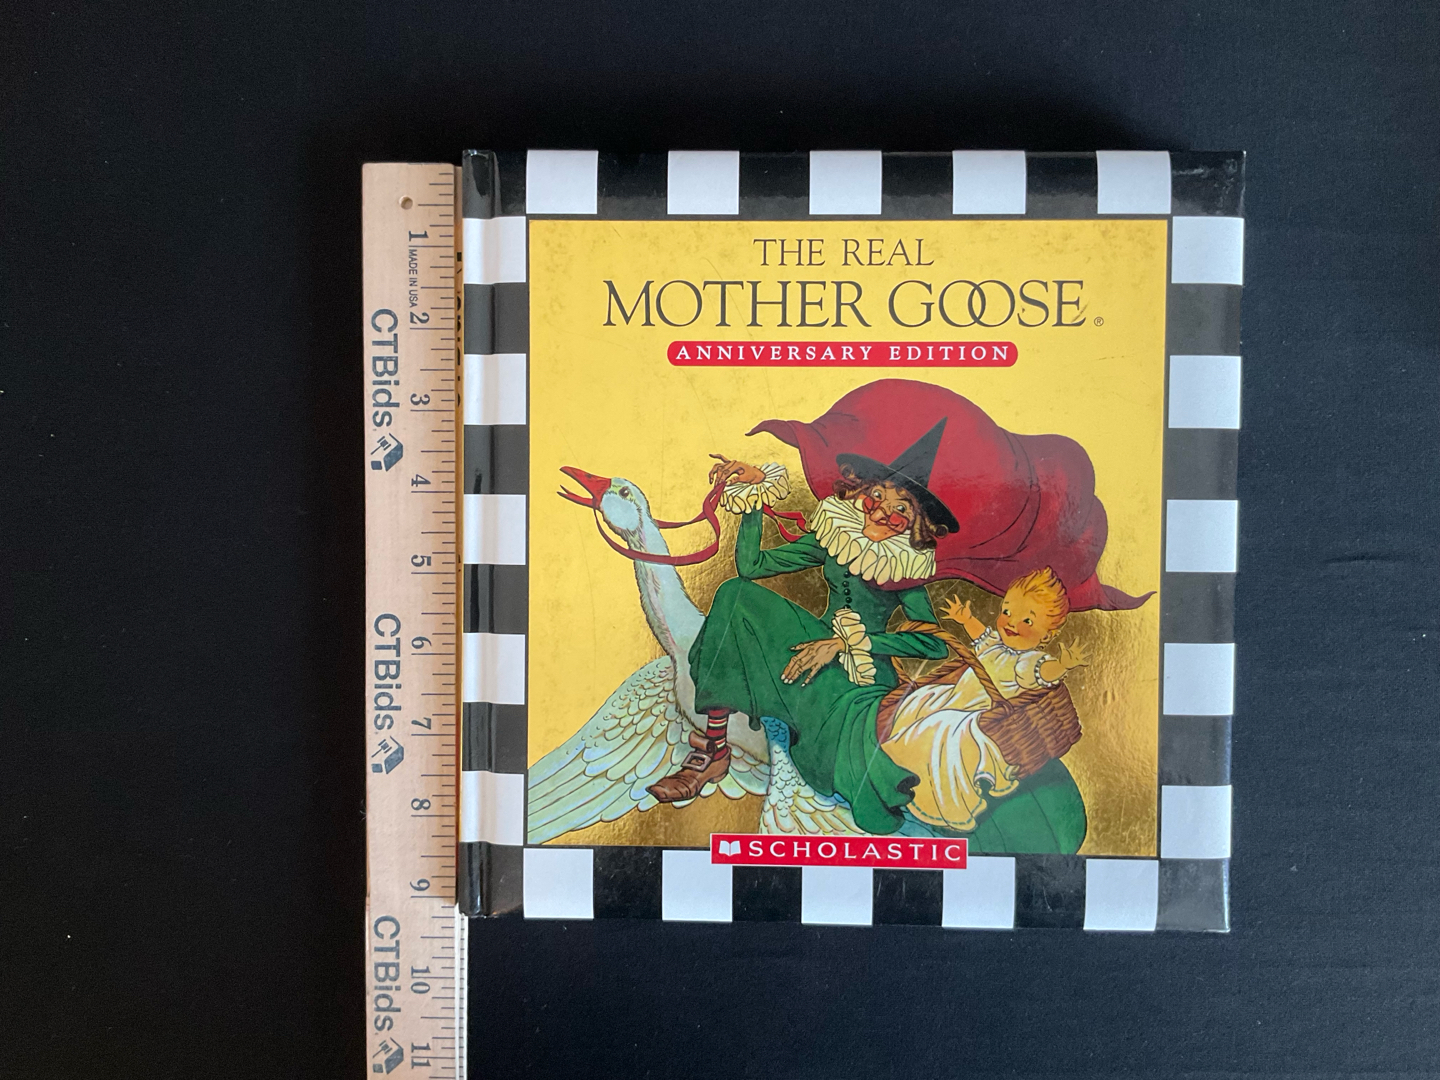 THE REAL
MOTHER GOOSE®
ANNIVERSARY EDITION
SCHOLASTIC
1
MADE IN USA
2
CTBids
3
4
5
6
CTBids
7
8
9
CTBids
10
11